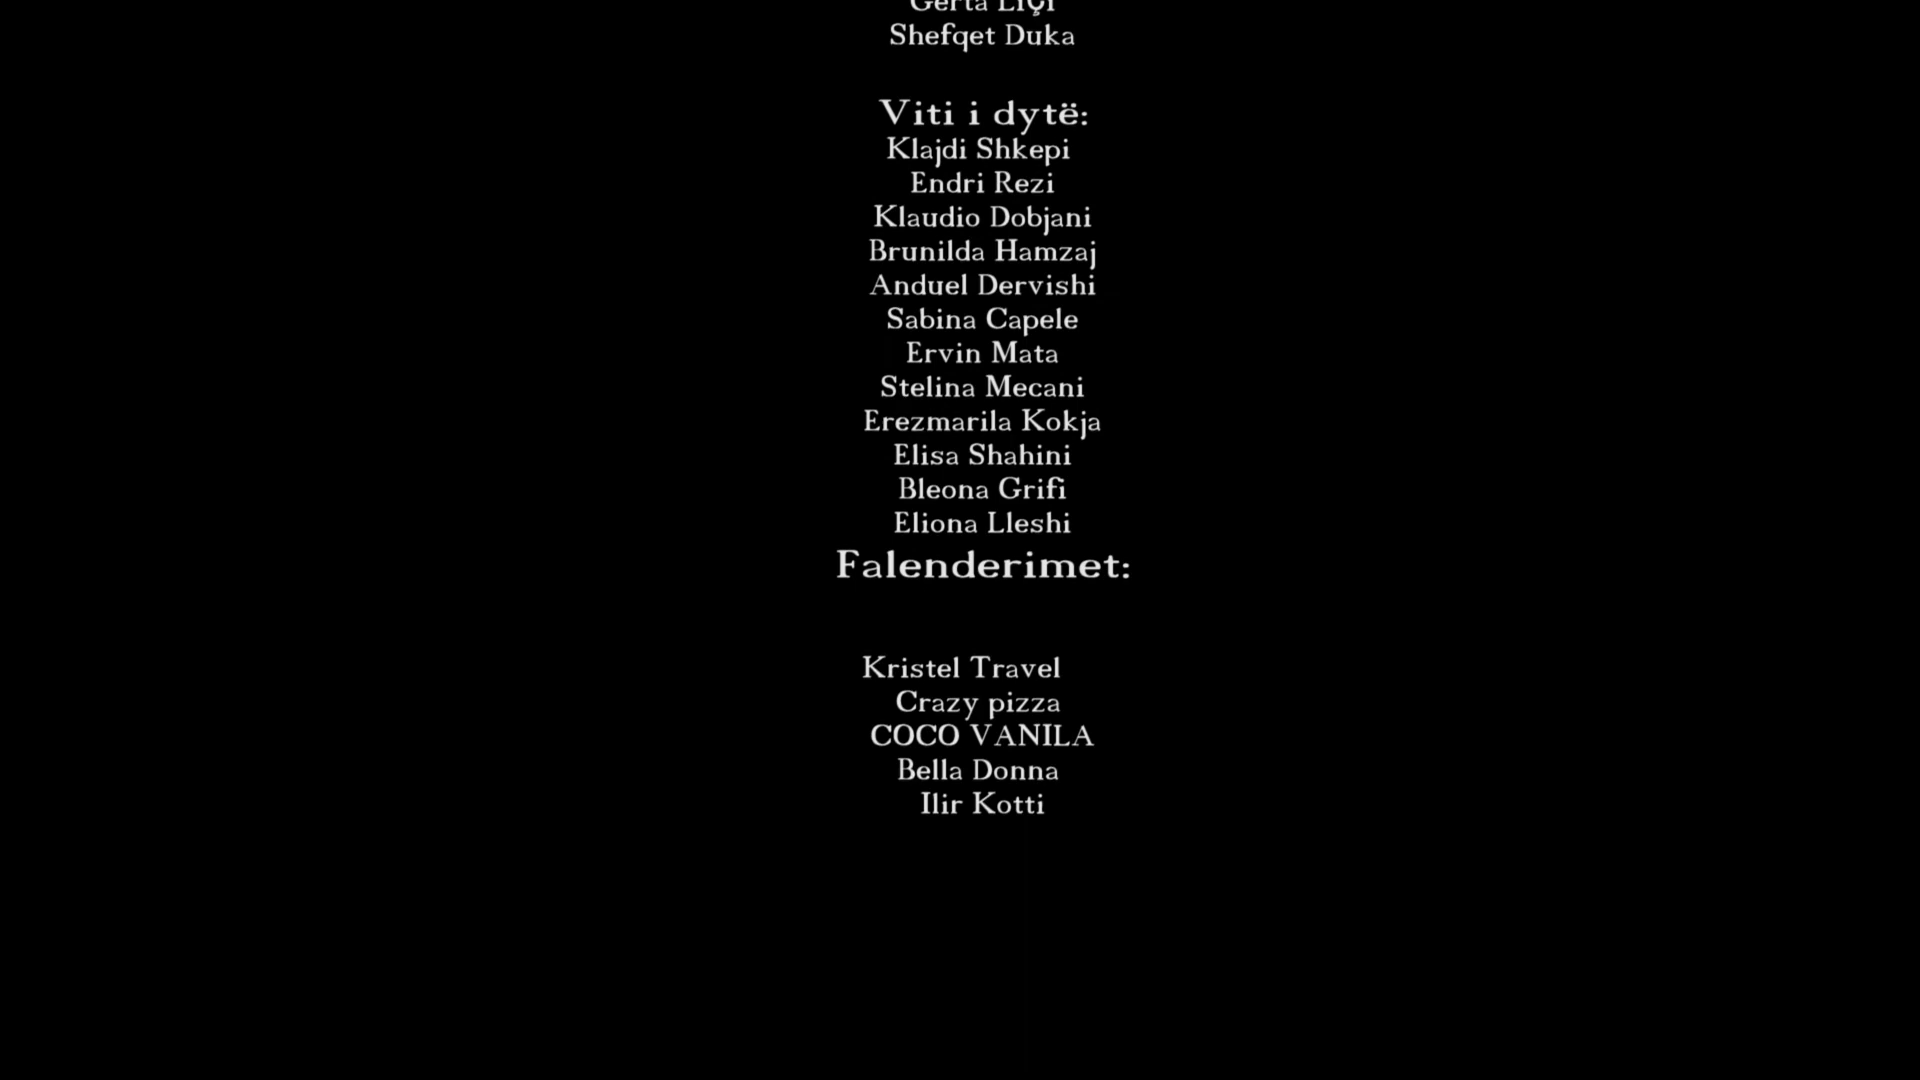 Gerta Liçi
Shefqet Duka
Viti i dytë:
Klajdi Shkepi
Endri Rezi
Klaudio Dobjani
Brunilda Hamzaj
Anduel Dervishi
Sabina Capele
Ervin Mata
Stelina Mecani
Erezmarila Kokja
Elisa Shahini
Bleona Grifi
Eliona Lleshi
Falenderimet:
Kristel Travel
Crazy pizza
COCO VANILA
Bella Donna
Ilir Kotti